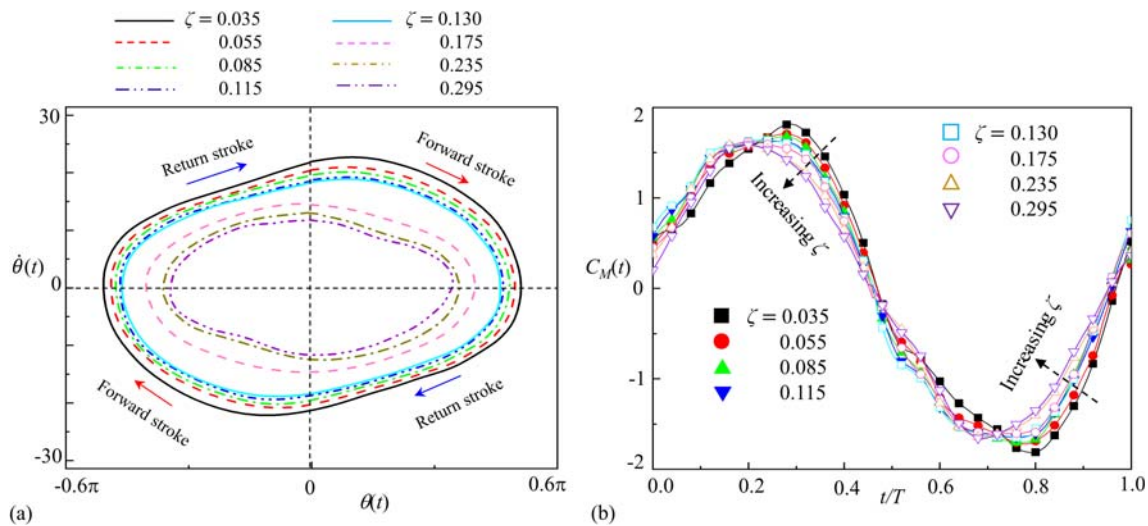 ζ = 0.035
ζ = 0.130
0.055
0.175
0.085
0.235
0.115
0.295
30
Return stroke
Forward stroke
θ̇(t)
0
Forward stroke
Return stroke
-30
-0.6π
0
0.6π
θ(t)
(a)
2
1
C_M(t)
0
-1
-2
Increasing ζ
ζ = 0.130
0.175
0.235
0.295
ζ = 0.035
0.055
0.085
0.115
Increasing ζ
0.0
0.2
0.4
0.6
0.8
1.0
t/T
(b)